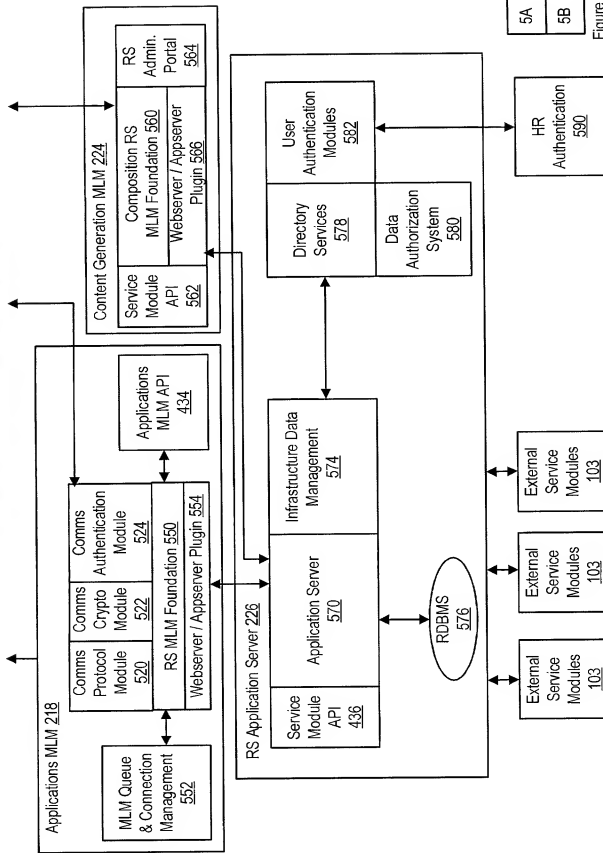 Applications MLM 218
MLM Queue
& Connection
Management
552
Comms
Protocol
Module
520
Comms
Crypto
Module
522
Comms
Authentication
Module
524
RS MLM Foundation 550
Webserver / Appserver Plugin 554
Applications
MLM API
434
Content Generation MLM 224
Service
Module
API
562
Composition RS
MLM Foundation 560
Webserver / Appserver
Plugin 566
RS
Admin.
Portal
564
RS Application Server 226
Service
Module
API
436
Application Server
570
Infrastructure Data
Management
574
RDBMS
576
Directory
Services
578
User
Authentication
Modules
582
Data
Authorization
System
580
External
Service
Modules
103
External
Service
Modules
103
External
Service
Modules
103
HR
Authentication
590
5A
5B
Figure